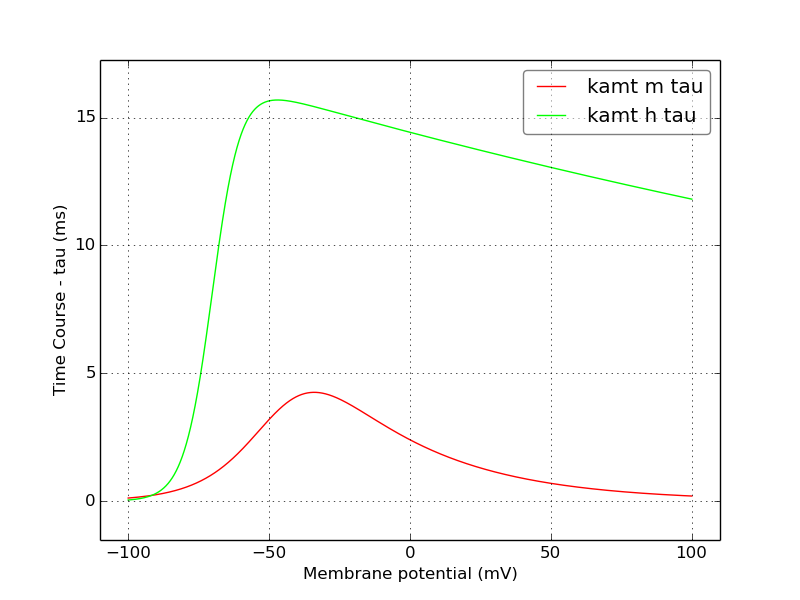 kamt m tau
kamt h tau
15
10
5
0
−100
−50
0
50
100
Time Course - tau (ms)
Membrane potential (mV)